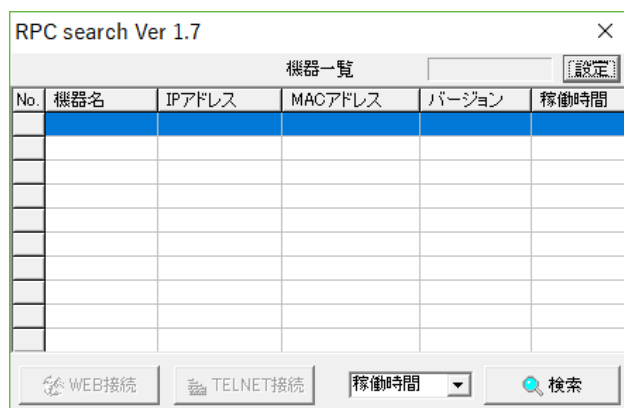 RPC search Ver 1.7
機器一覧 設定
No. 機器名 IPアドレス MACアドレス バージョン 稼働時間
WEB接続 TELNET接続 稼働時間 検索